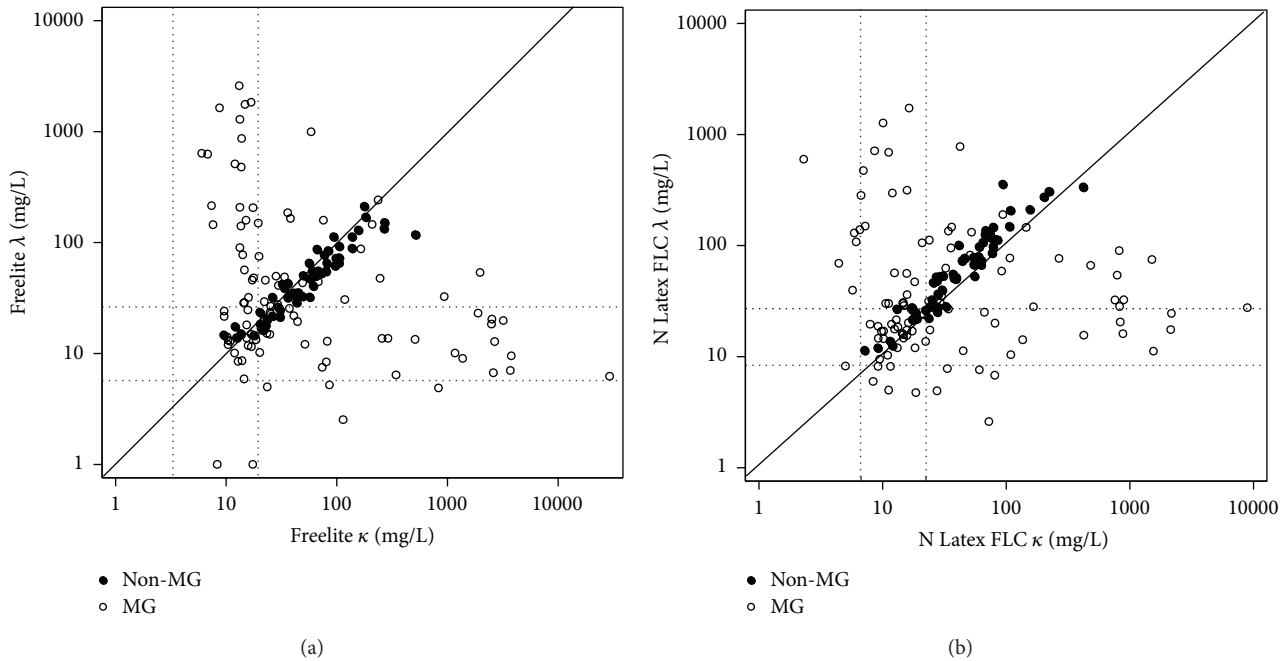 10000
1000
100
10
1
Freelite λ (mg/L)
1
10
100
1000
10000
Freelite κ (mg/L)
Non-MG
MG
(a)
10000
1000
100
10
1
N Latex FLC λ (mg/L)
1
10
100
1000
10000
N Latex FLC κ (mg/L)
Non-MG
MG
(b)